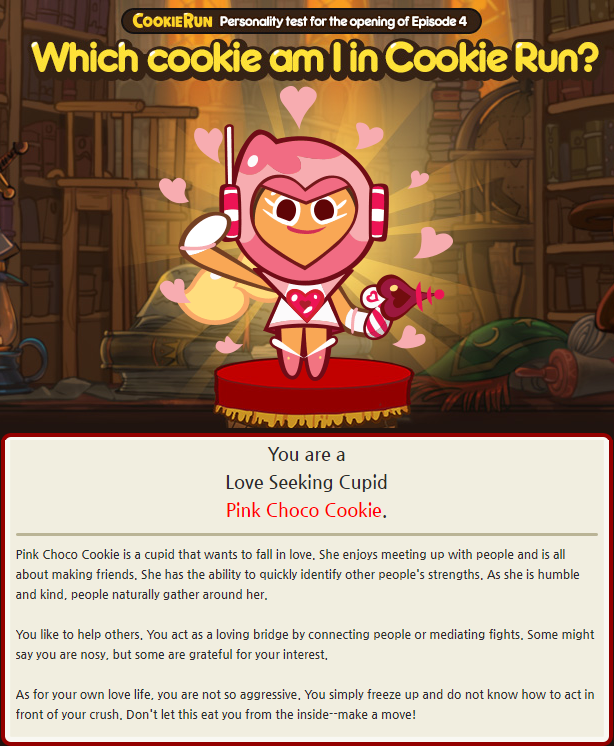 COOKIERUN Personality test for the opening of Episode 4
Which cookie am I in Cookie Run?
You are a
Love Seeking Cupid
Pink Choco Cookie.
Pink Choco Cookie is a cupid that wants to fall in love. She enjoys meeting up with people and is all
about making friends. She has the ability to quickly identify other people's strengths. As she is humble
and kind, people naturally gather around her.
You like to help others. You act as a loving bridge by connecting people or mediating fights. Some might
say you are nosy, but some are grateful for your interest.
As for your own love life, you are not so aggressive. You simply freeze up and do not know how to act in
front of your crush. Don't let this eat you from the inside--make a move!